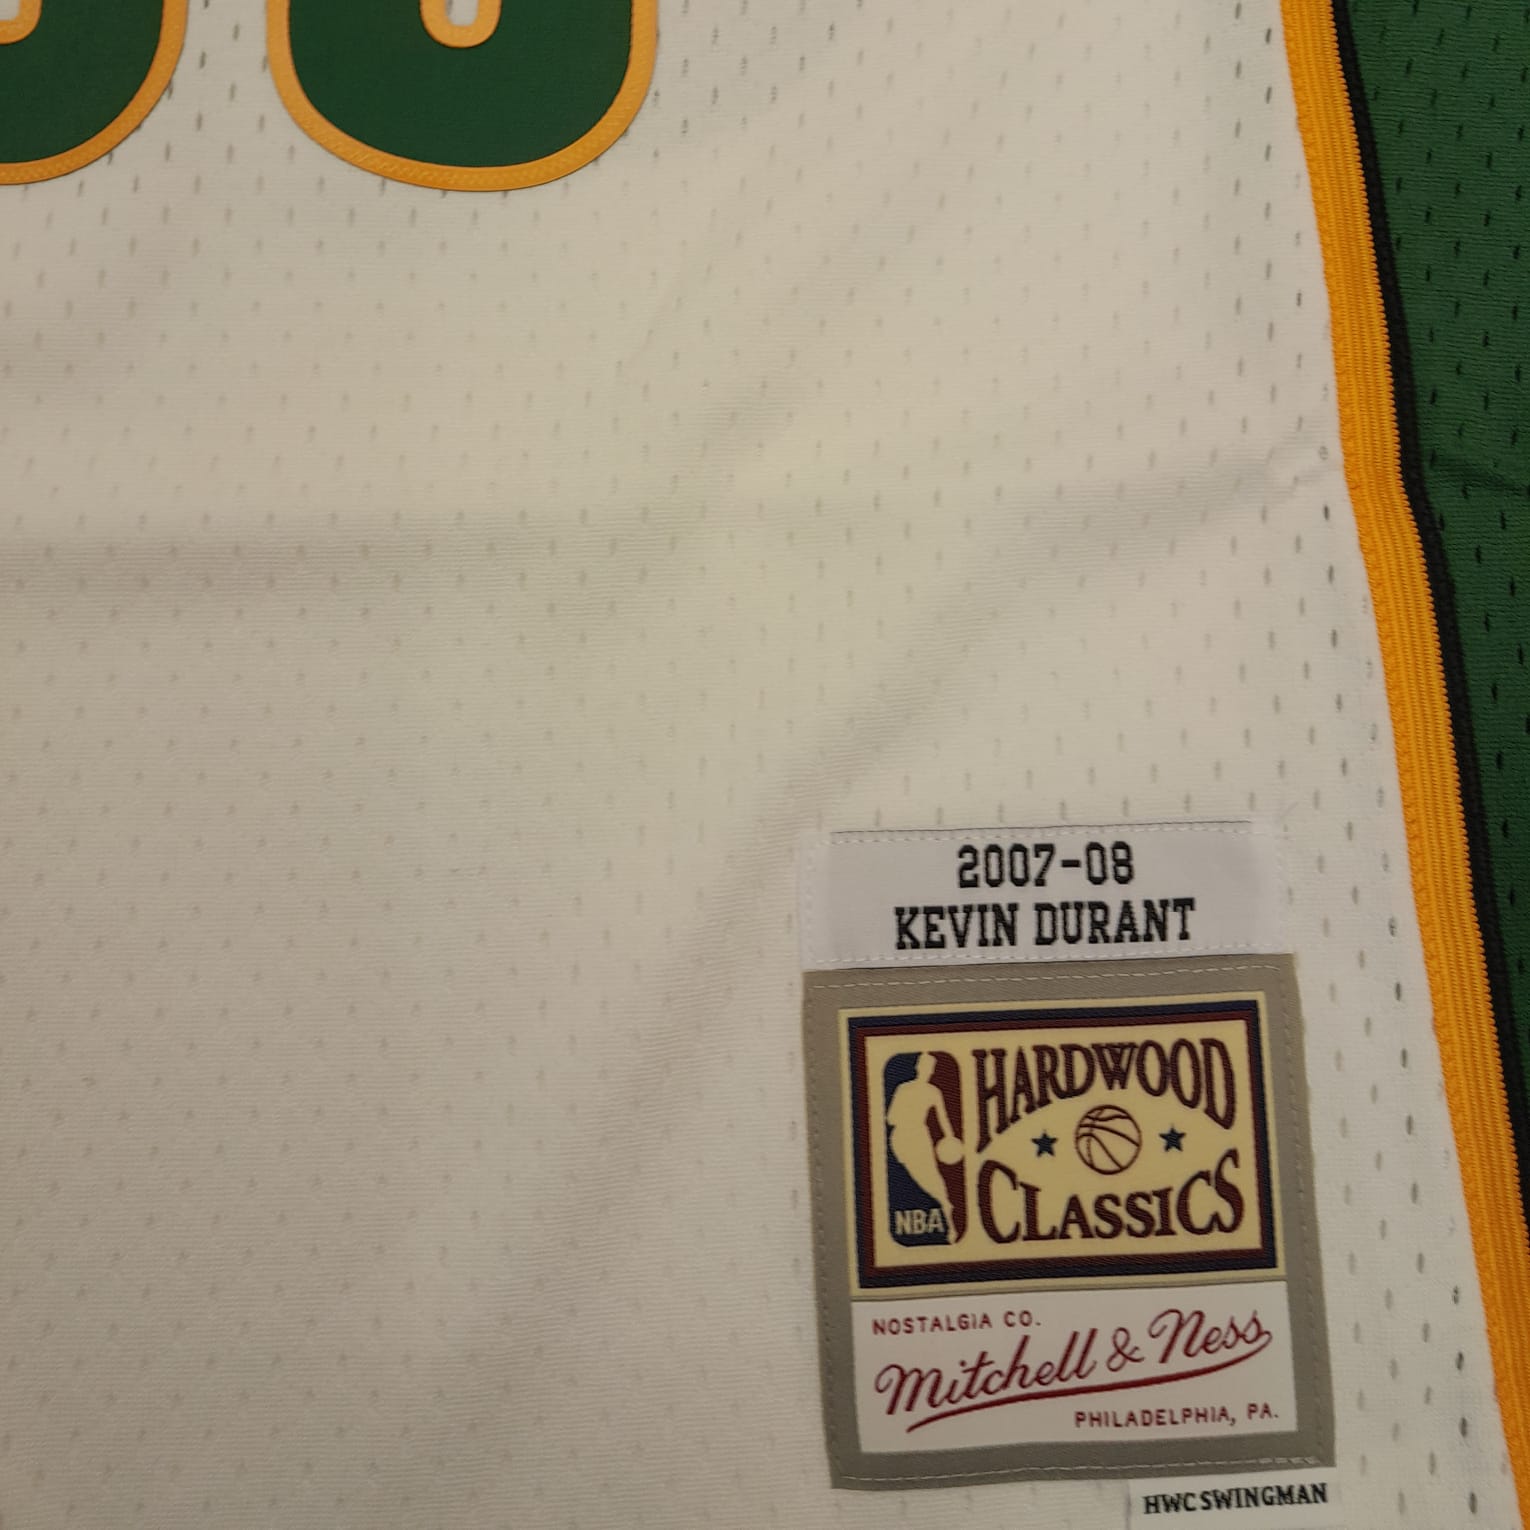 2007-08
KEVIN DURANT
HARDWOOD
CLASSICS
NBA
NOSTALGIA CO.
Mitchell & Ness
PHILADELPHIA, PA.
HWC SWINGMAN